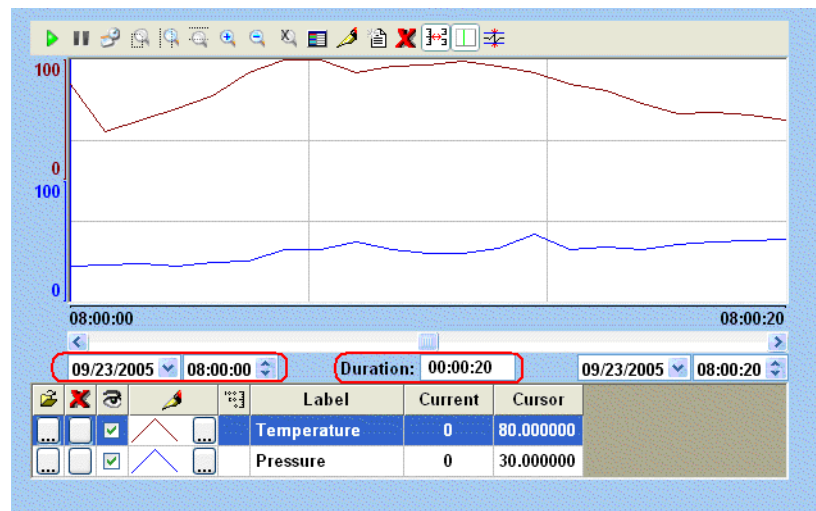 100
0
100
0
08:00:00 08:00:20
09/23/2005 08:00:00 Duration: 00:00:20 09/23/2005 08:00:20
Label Current Cursor
... ... Temperature 0 80.000000
... ... Pressure 0 30.000000